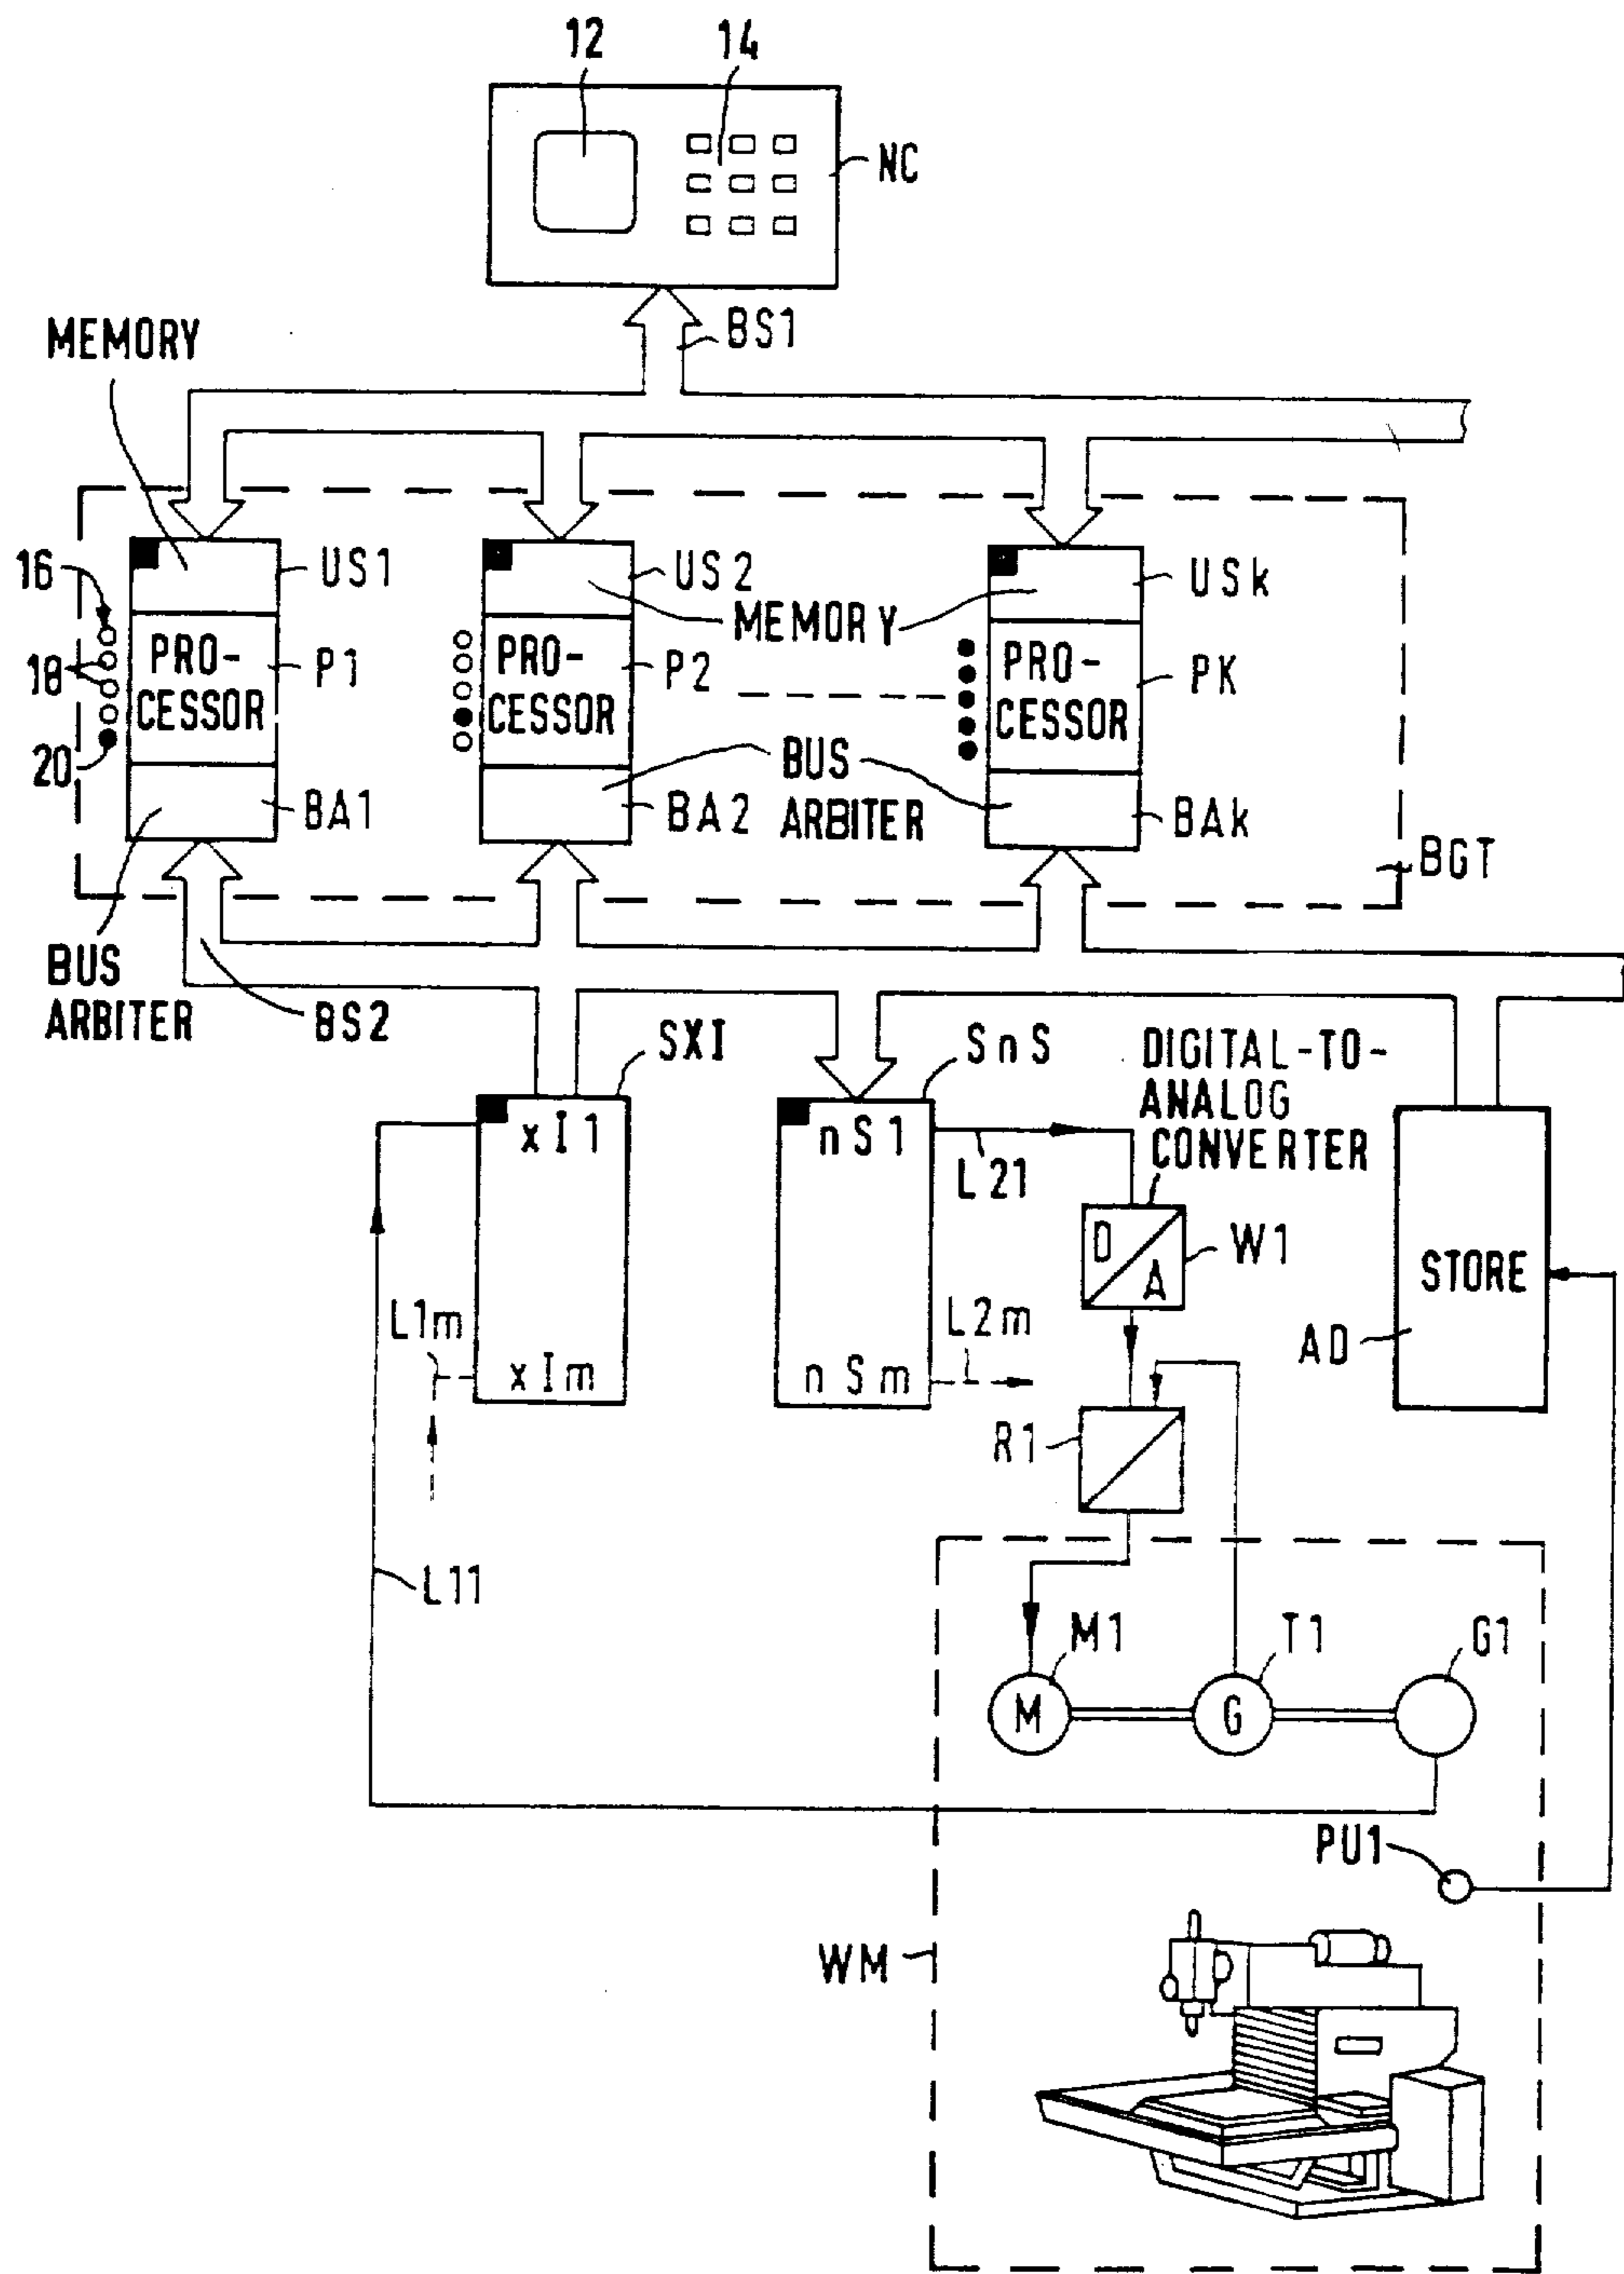 12 14
NC
BS1
MEMORY
16
18
20
US1
US2
USk
MEMORY
PRO-
CESSOR
P1
PRO-
CESSOR
P2
PRO-
CESSOR
PK
BA1
BA2
BUS
ARBITER
BAk
BGT
BUS
ARBITER
BS2
SXI
SnS
DIGITAL-TO-
ANALOG
CONVERTER
xI1
nS1
L21
D
A
W1
STORE
AD
L1m
xIm
nSm
L2m
R1
L11
M1
T1
G1
M
G
PU1
WM